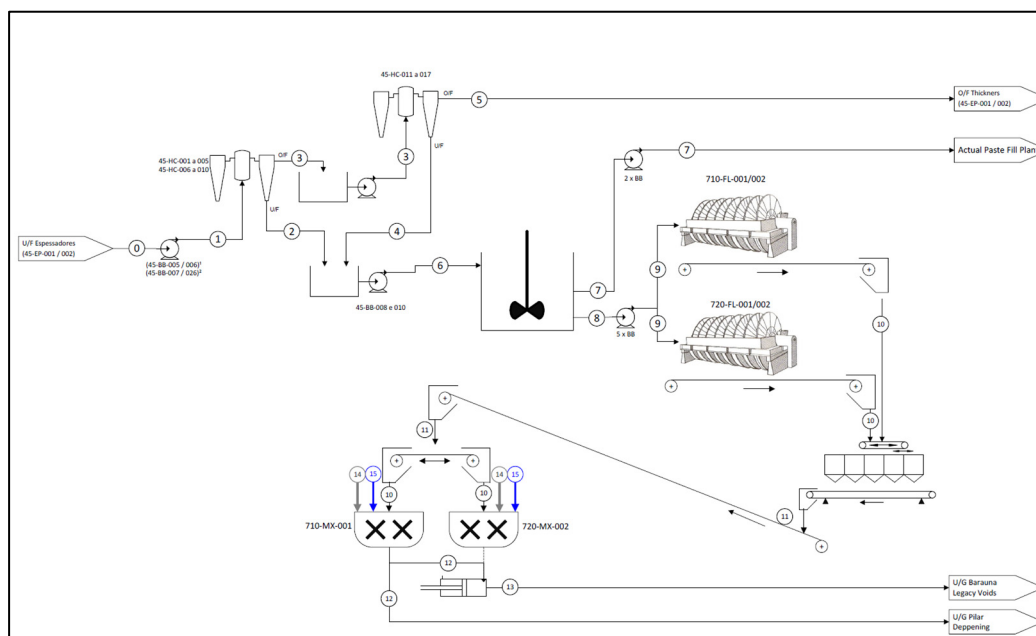 45-HC-011 a 017
O/F
5
O/F Thickners
(45-EP-001 / 002)
U/F
3
45-HC-001 a 005
45-HC-006 a 010
O/F
3
U/F
7
2 x BB
Actual Paste Fill Plant
710-FL-001/002
U/F Espessadores
(45-EP-001 / 002)
0
1
(45-BB-005 / 006)¹
(45-BB-007 / 026)²
2
4
6
45-BB-008 e 010
7
8
5 x BB
9
9
720-FL-001/002
10
10
11
14
15
10
10
14
15
11
710-MX-001
720-MX-002
12
12
13
U/G Barauna
Legacy Voids
U/G Pilar
Deppening